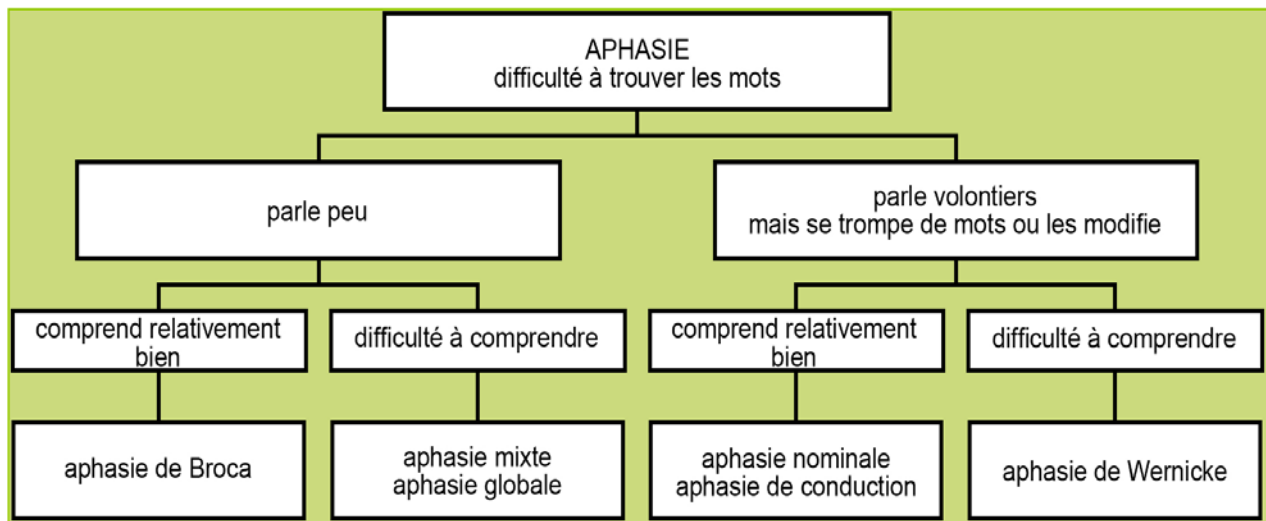 APHASIE
difficulté à trouver les mots
parle peu
parle volontiers
mais se trompe de mots ou les modifie
comprend relativement
bien
difficulté à comprendre
comprend relativement
bien
difficulté à comprendre
aphasie de Broca
aphasie mixte
aphasie globale
aphasie nominale
aphasie de conduction
aphasie de Wernicke